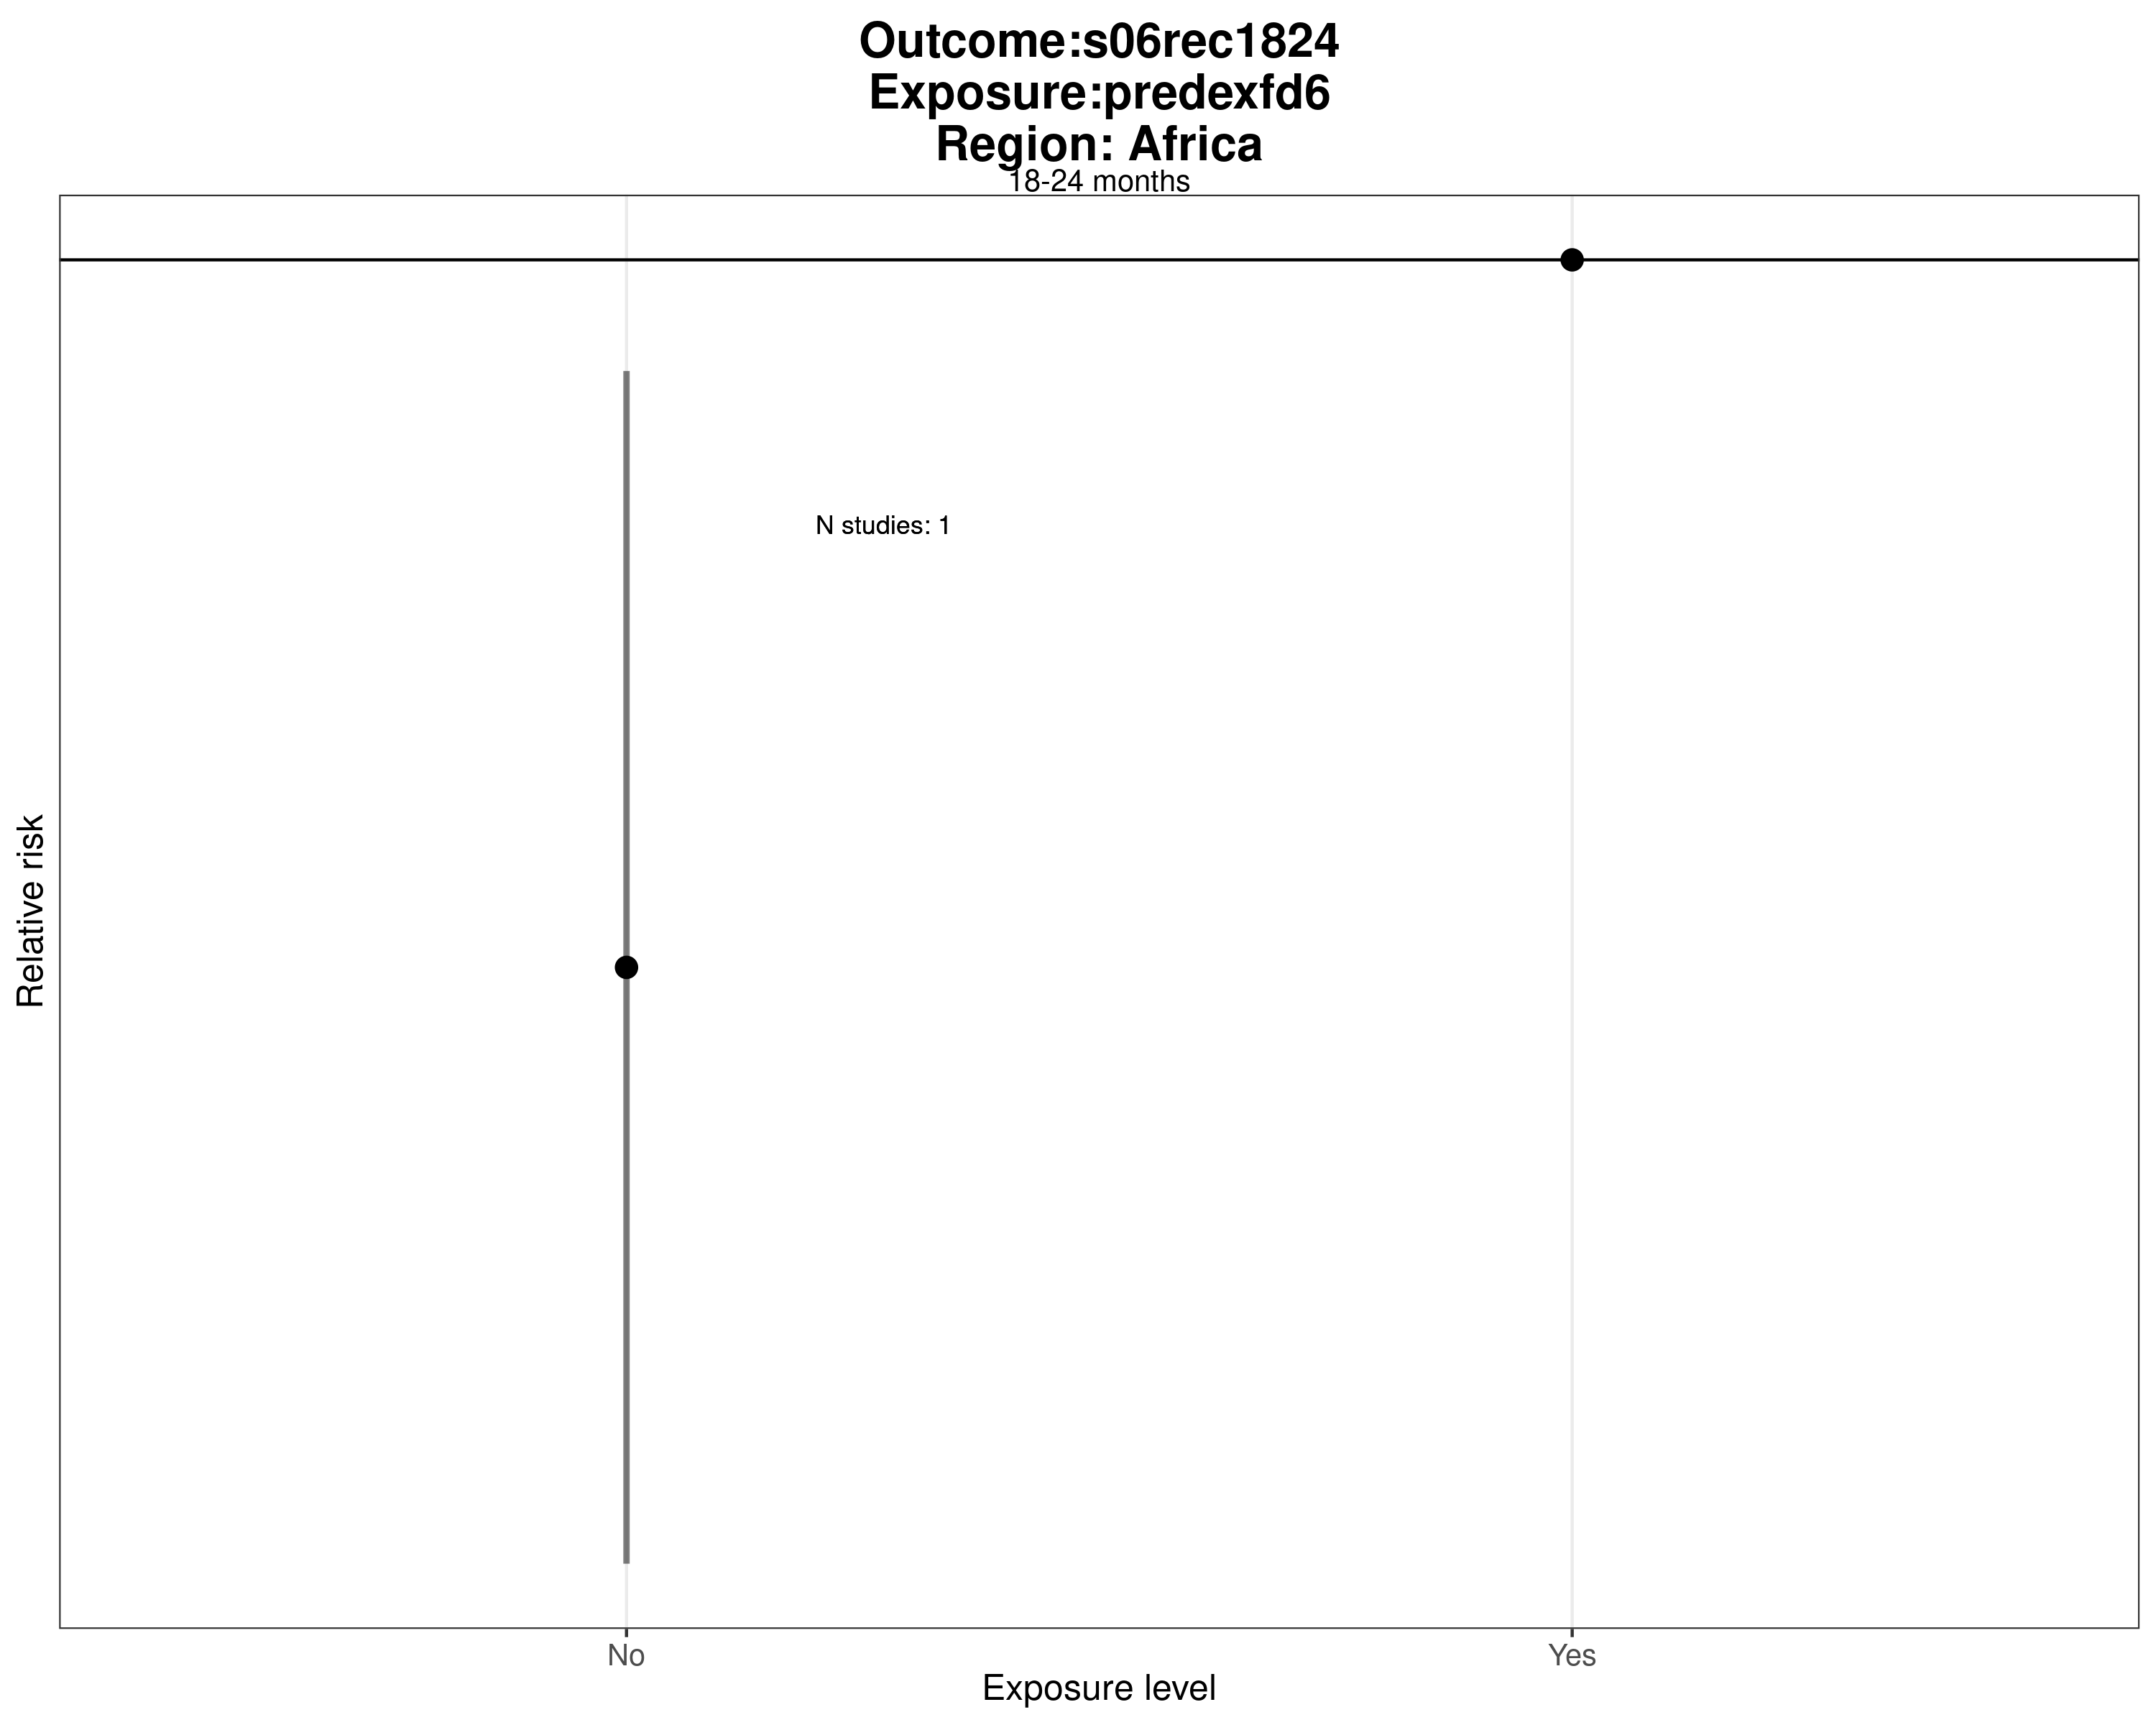 Outcome:s06rec1824
Exposure:predexfd6
Region: Africa
18-24 months
N studies: 1
Relative risk
No
Yes
Exposure level